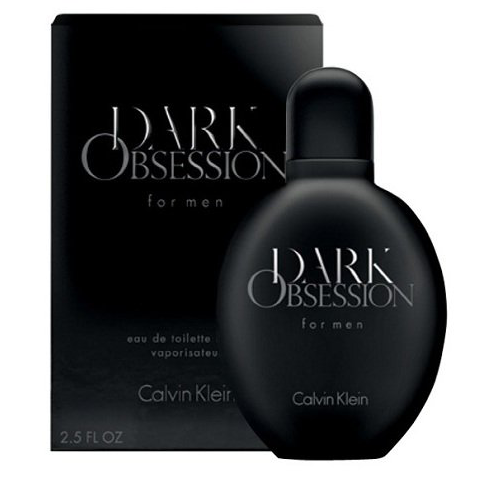 DARK
OBSESSION
for men
eau de toilette
vaporisateur
Calvin Klein
2.5 FL OZ
DARK
OBSESSION
for men
Calvin Klein